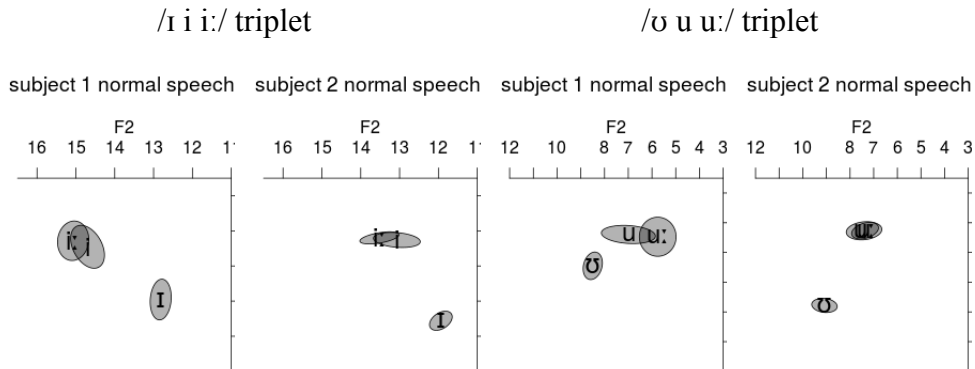 /ɪ i iː/ triplet
/ʊ u uː/ triplet
subject 1 normal speech
subject 2 normal speech
subject 1 normal speech
subject 2 normal speech
F2
F2
F2
F2
16 15 14 13 12
14 13 12
12 10 8 7 6 5 4 3
12 10 8 7 6 5 4 3
iː i
ɪ
iː i
ɪ
u uː
ʊ
u uː
ʊ